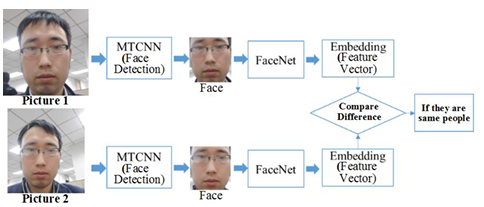 Picture 1
MTCNN
(Face
Detection)
Face
FaceNet
Embedding
(Feature
Vector)
Compare
Difference
If they are
same people
Picture 2
MTCNN
(Face
Detection)
Face
FaceNet
Embedding
(Feature
Vector)